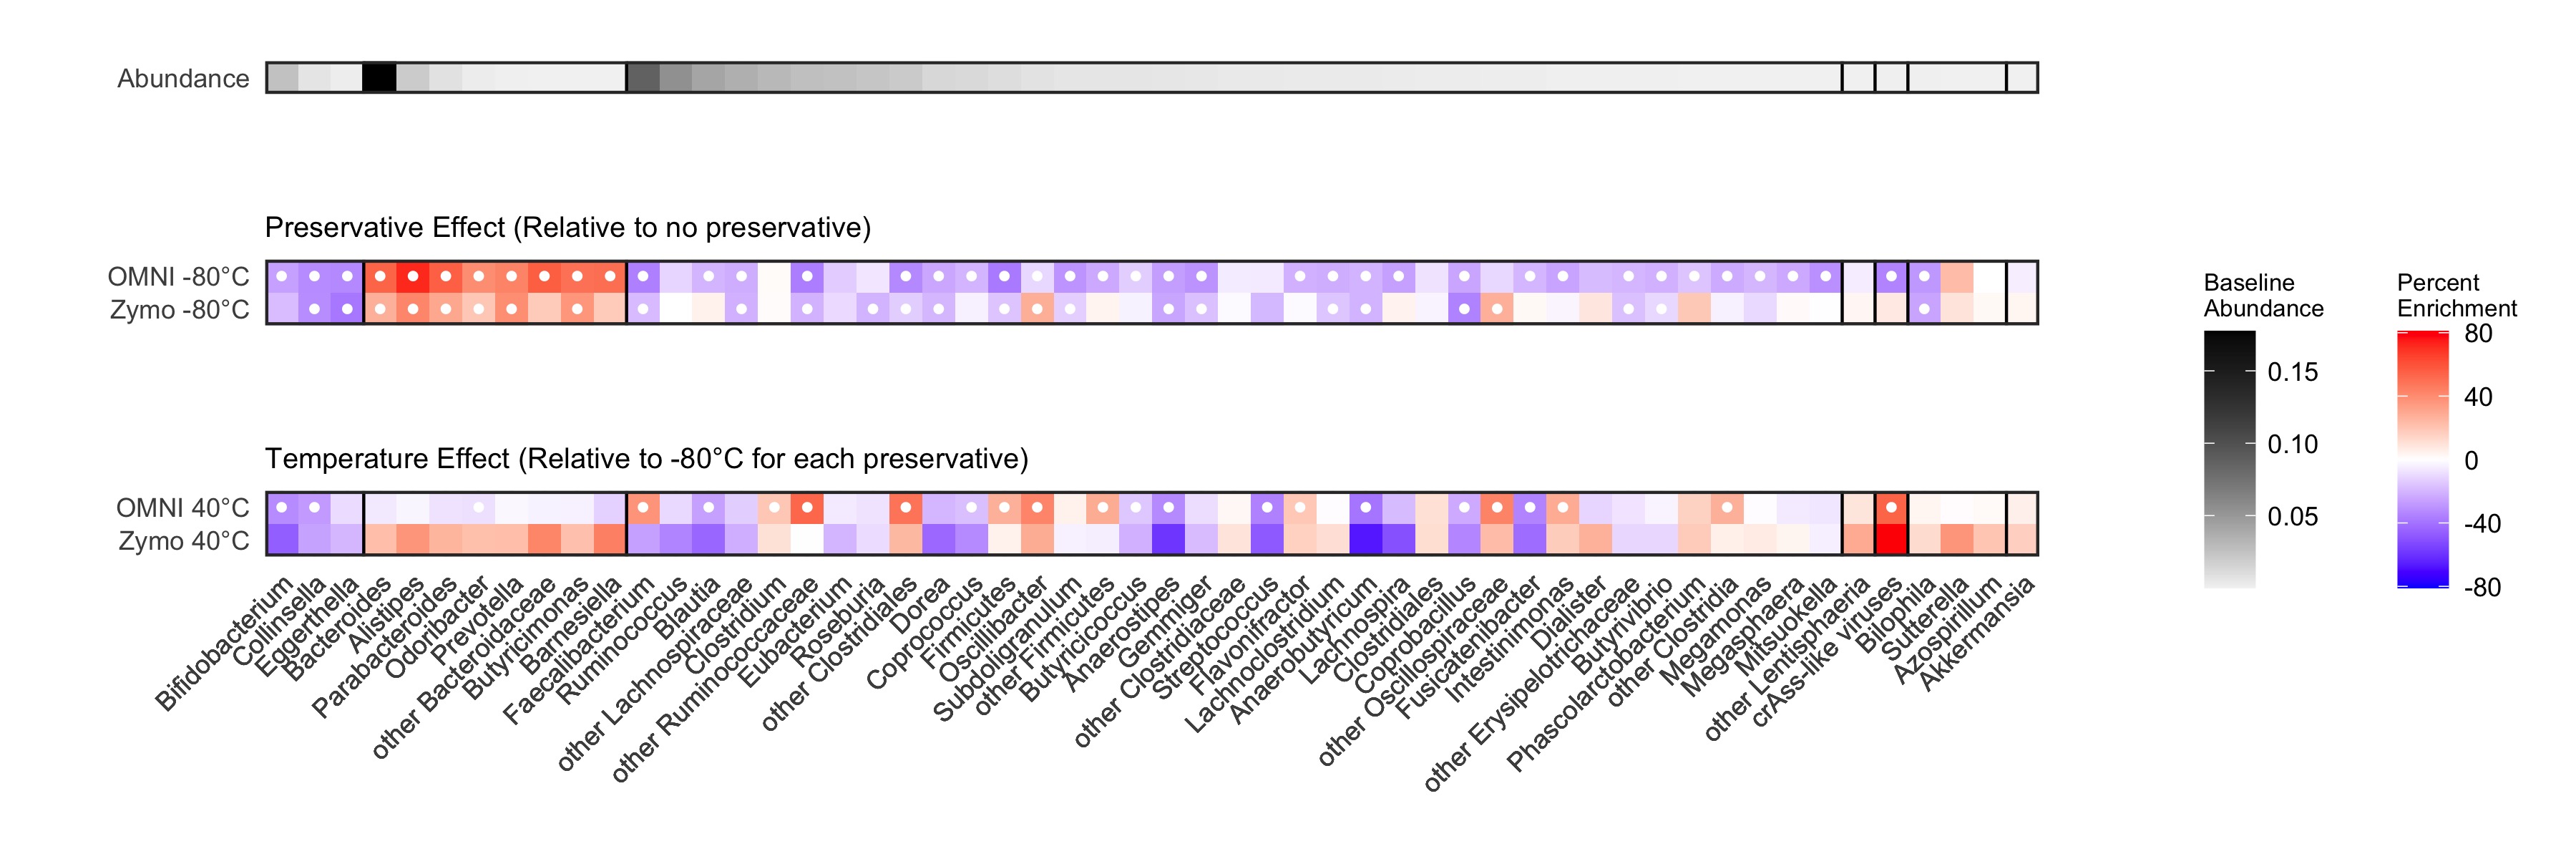 Abundance
Preservative Effect (Relative to no preservative)
OMNI -80°C
Zymo -80°C
Temperature Effect (Relative to -80°C for each preservative)
OMNI 40°C
Zymo 40°C
Bifidobacterium
Collinsella
Eggerthella
Bacteroides
Alistipes
Parabacteroides
Odoribacter
Prevotella
other Bacteroidaceae
Butyricimonas
Barnesiella
Faecalibacterium
Ruminococcus
Blautia
other Lachnospiraceae
Clostridium
other Ruminococcaceae
Eubacterium
Roseburia
other Clostridiales
Dorea
Coprococcus
Firmicutes
Oscillibacter
Subdoligranulum
other Firmicutes
Butyricoccus
Anaerostipes
Gemmiger
other Clostridiaceae
Streptococcus
Flavonifractor
Lachnoclostridium
Anaerobutyricum
Lachnospira
Clostridiales
Coprobacillus
other Oscillospiraceae
Fusicatenibacter
Intestinimonas
Dialister
other Erysipelotrichaceae
Butyrivibrio
Phascolarctobacterium
other Clostridia
Megamonas
Megasphaera
Mitsuokella
other Lentisphaeria
crAss-like viruses
Bilophila
Sutterella
Azospirillum
Akkermansia
Baseline
Abundance
0.15
0.10
0.05
Percent
Enrichment
80
40
0
-40
-80